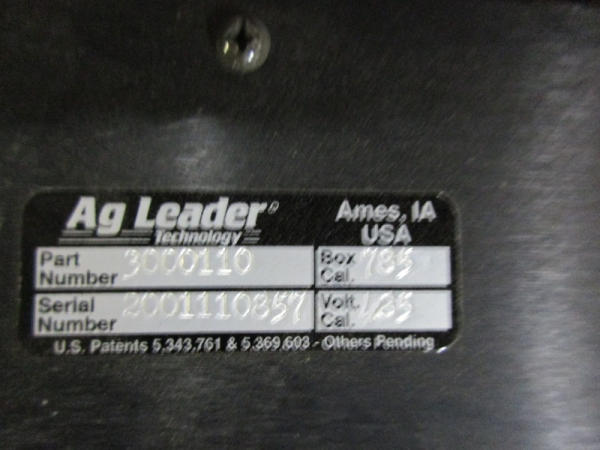 Ag Leader®
Technology
Ames, IA
USA
Part Number 3000110
Box Cal. 785
Serial Number 2001110857
Volt. Cal.
U.S. Patents 5,343,761 & 5,369,603 - Others Pending